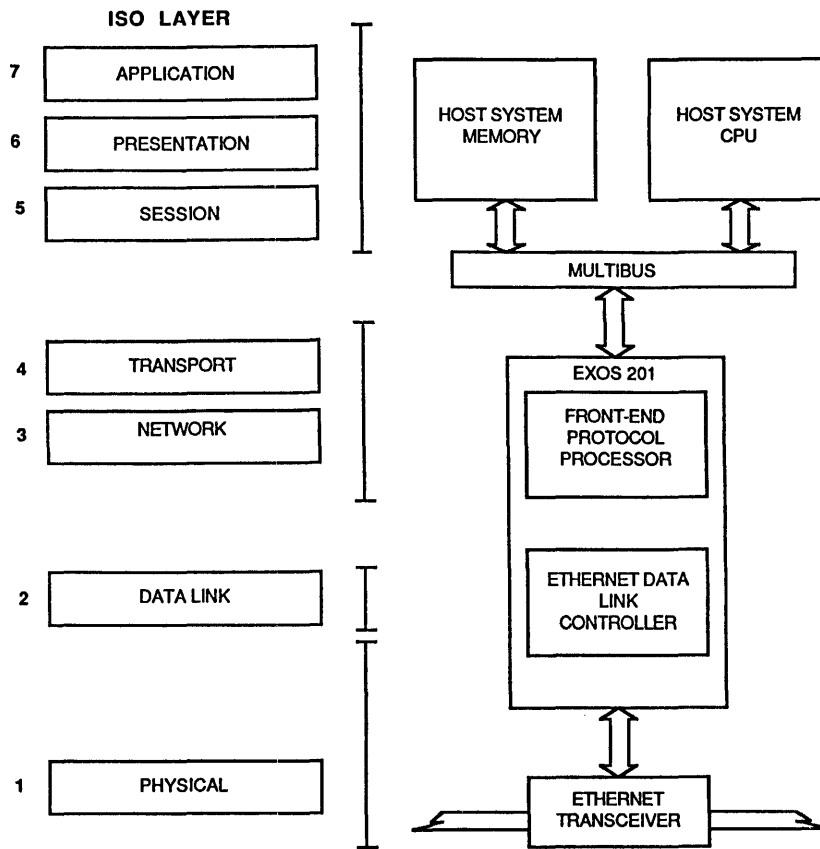 ISO LAYER
7 APPLICATION
6 PRESENTATION
5 SESSION
4 TRANSPORT
3 NETWORK
2 DATA LINK
1 PHYSICAL
HOST SYSTEM
MEMORY
HOST SYSTEM
CPU
MULTIBUS
EXOS 201
FRONT-END
PROTOCOL
PROCESSOR
ETHERNET DATA
LINK
CONTROLLER
ETHERNET
TRANSCEIVER